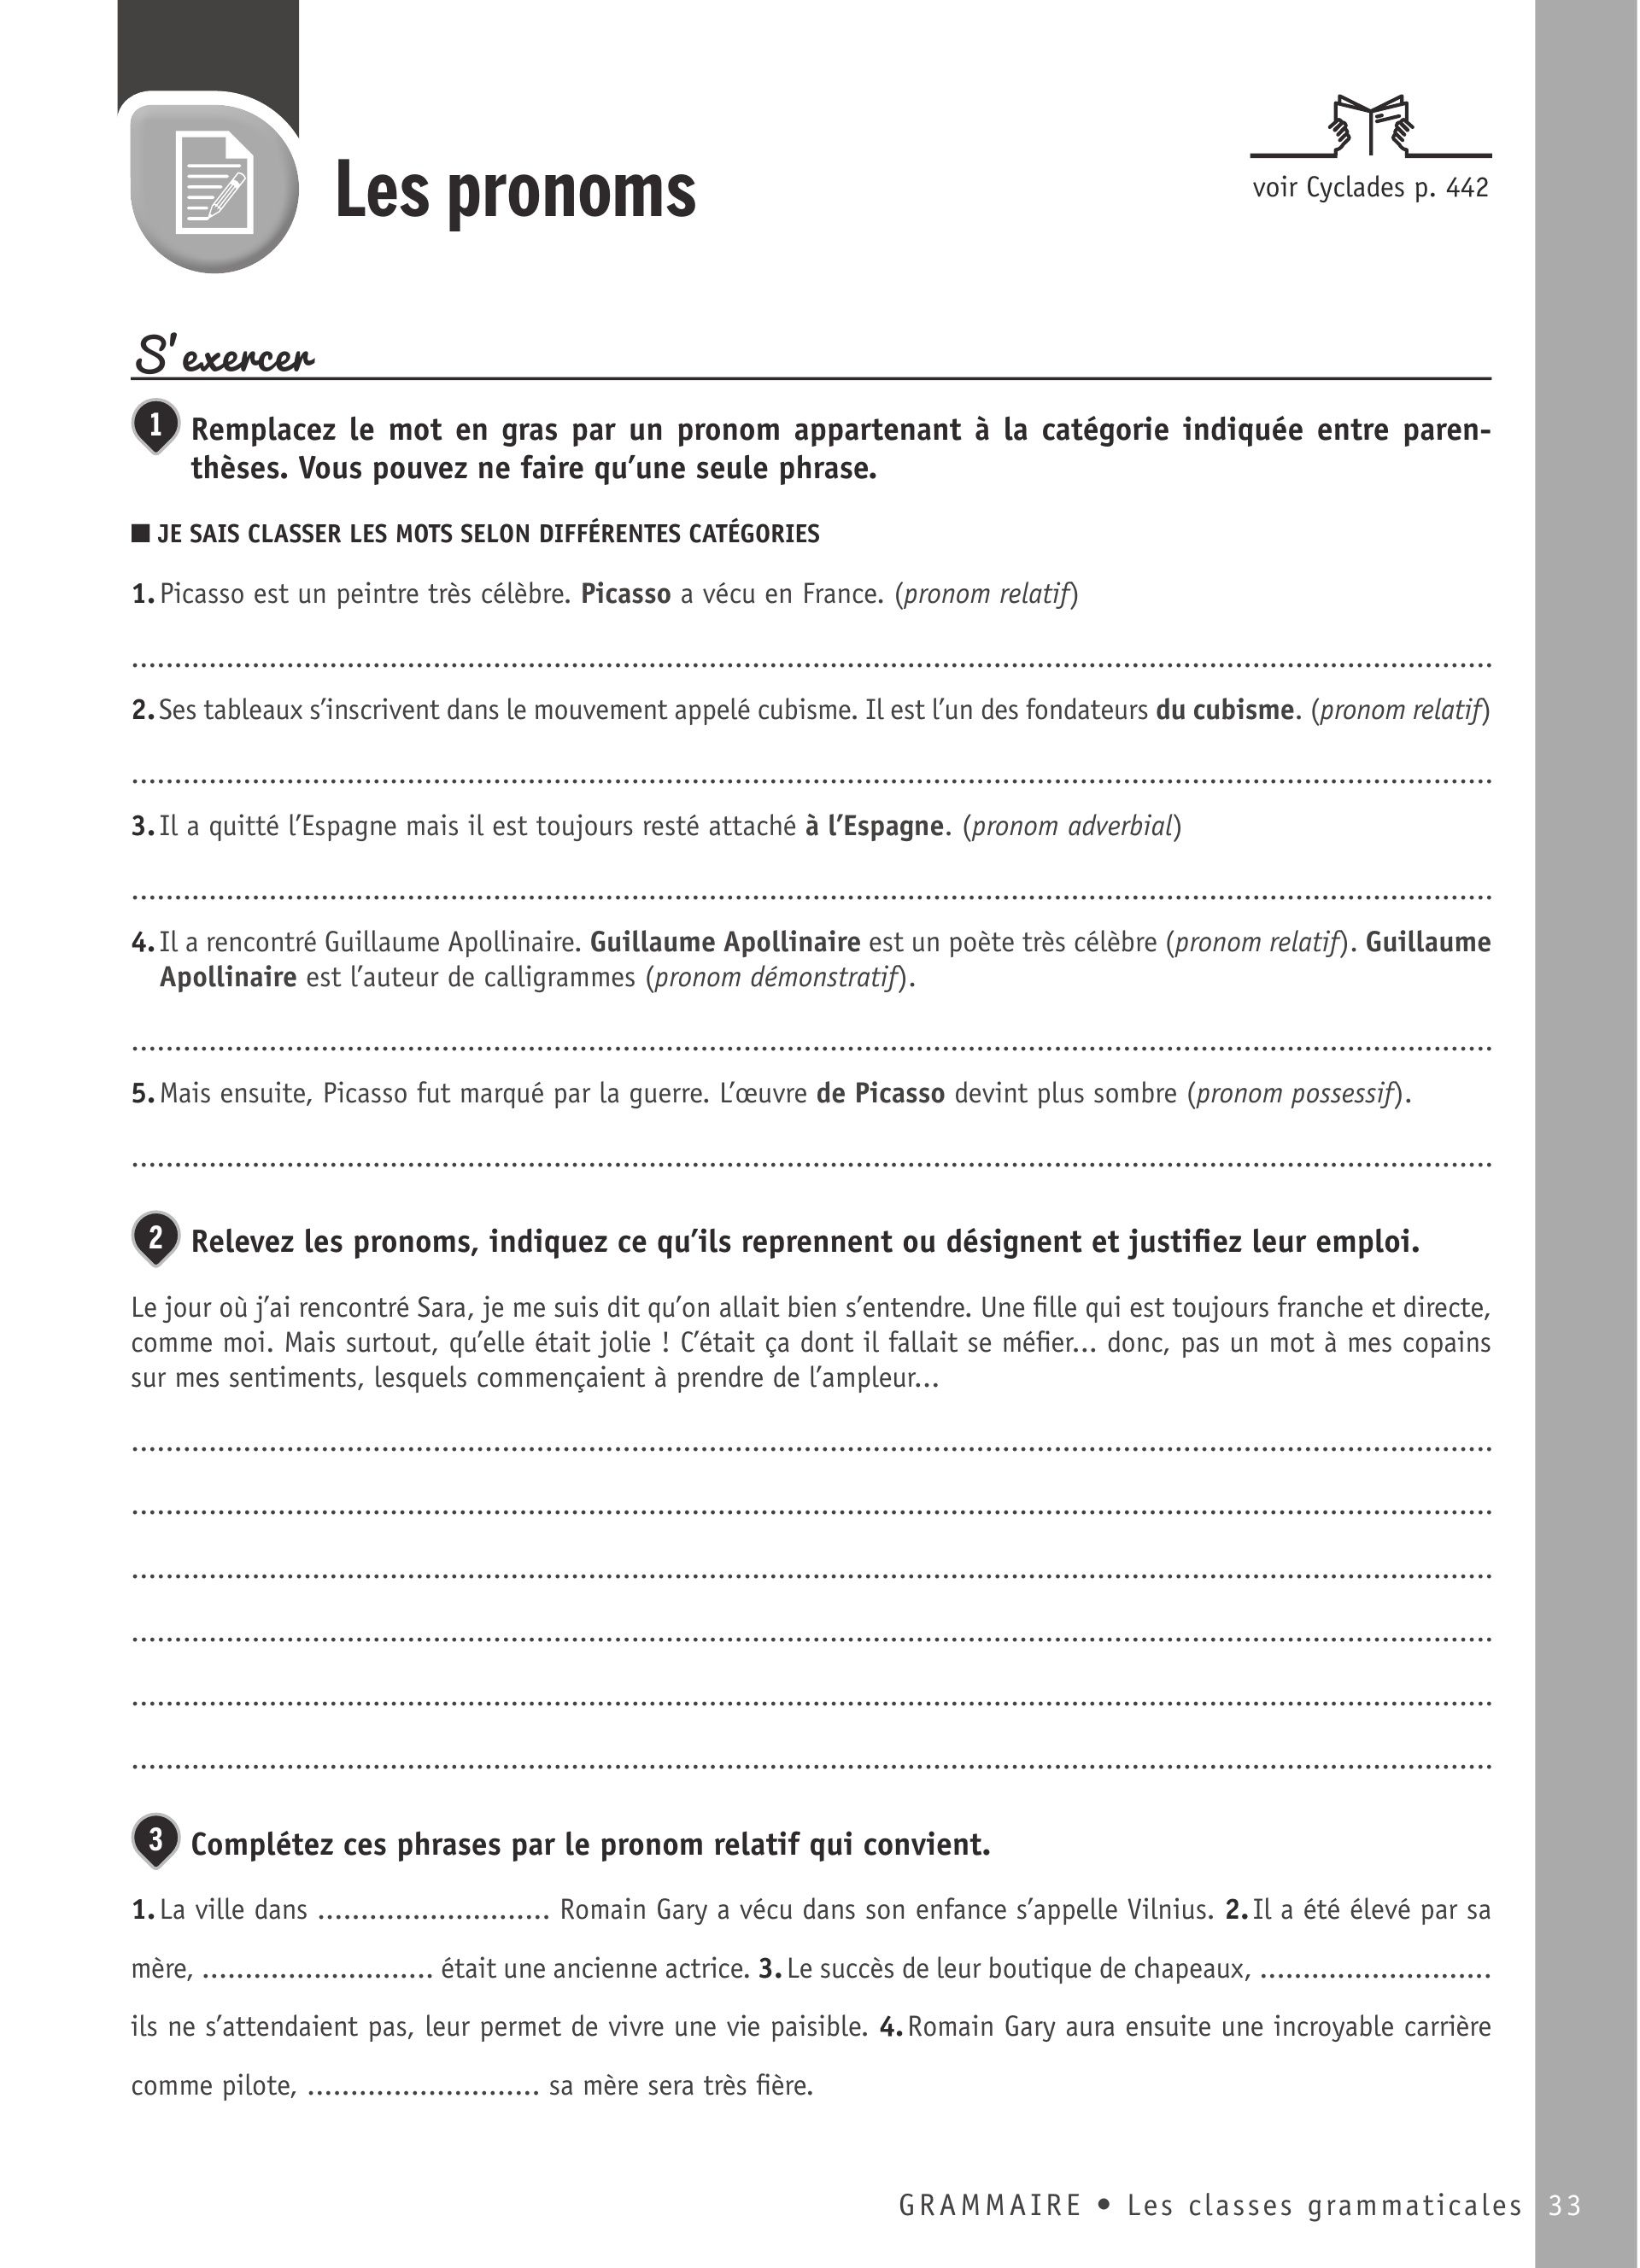 Les pronoms
voir Cyclades p. 442
S'exercer
1 Remplacez le mot en gras par un pronom appartenant à la catégorie indiquée entre paren-
thèses. Vous pouvez ne faire qu’une seule phrase.
■ JE SAIS CLASSER LES MOTS SELON DIFFÉRENTES CATÉGORIES
1. Picasso est un peintre très célèbre. Picasso a vécu en France. (pronom relatif)
2. Ses tableaux s’inscrivent dans le mouvement appelé cubisme. Il est l’un des fondateurs du cubisme. (pronom relatif)
3. Il a quitté l’Espagne mais il est toujours resté attaché à l’Espagne. (pronom adverbial)
4. Il a rencontré Guillaume Apollinaire. Guillaume Apollinaire est un poète très célèbre (pronom relatif). Guillaume
Apollinaire est l’auteur de calligrammes (pronom démonstratif).
5. Mais ensuite, Picasso fut marqué par la guerre. L’œuvre de Picasso devint plus sombre (pronom possessif).
2 Relevez les pronoms, indiquez ce qu’ils reprennent ou désignent et justifiez leur emploi.
Le jour où j’ai rencontré Sara, je me suis dit qu’on allait bien s’entendre. Une fille qui est toujours franche et directe,
comme moi. Mais surtout, qu’elle était jolie ! C’était ça dont il fallait se méfier... donc, pas un mot à mes copains
sur mes sentiments, lesquels commençaient à prendre de l’ampleur...
3 Complétez ces phrases par le pronom relatif qui convient.
1. La ville dans ........................... Romain Gary a vécu dans son enfance s’appelle Vilnius. 2. Il a été élevé par sa
mère, ........................... était une ancienne actrice. 3. Le succès de leur boutique de chapeaux, ...........................
ils ne s’attendaient pas, leur permet de vivre une vie paisible. 4. Romain Gary aura ensuite une incroyable carrière
comme pilote, ........................... sa mère sera très fière.
GRAMMAIRE • Les classes grammaticales 33